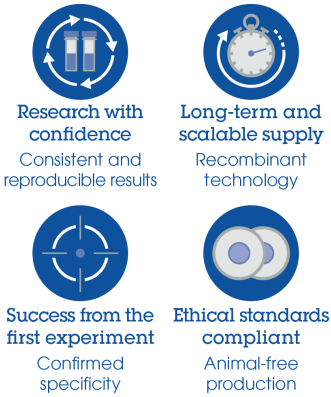 Research with
confidence
Consistent and
reproducible results
Long-term and
scalable supply
Recombinant
technology
Success from the
first experiment
Confirmed
specificity
Ethical standards
compliant
Animal-free
production